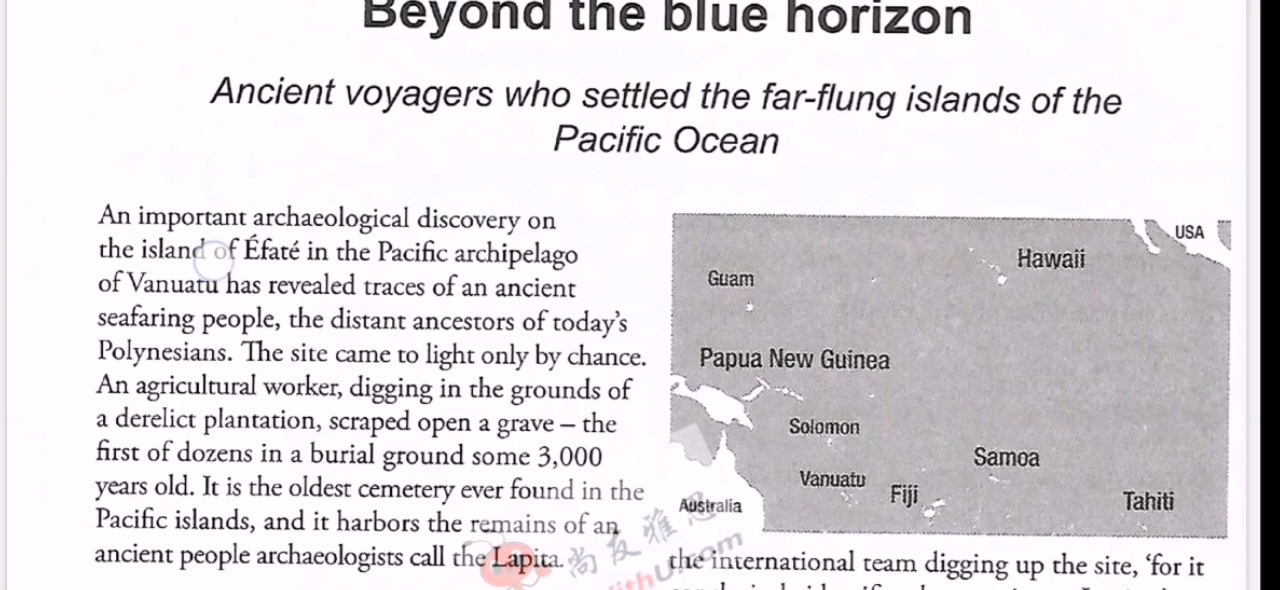 Beyond the blue horizon
Ancient voyagers who settled the far-flung islands of the
Pacific Ocean
An important archaeological discovery on
the island of Éfaté in the Pacific archipelago
of Vanuatu has revealed traces of an ancient
seafaring people, the distant ancestors of today's
Polynesians. The site came to light only by chance.
An agricultural worker, digging in the grounds of
a derelict plantation, scraped open a grave – the
first of dozens in a burial ground some 3,000
years old. It is the oldest cemetery ever found in the
Pacific islands, and it harbors the remains of an
ancient people archaeologists call the Lapita.
USA
Hawaii
Guam
Papua New Guinea
Solomon
Samoa
Vanuatu
Fiji
Tahiti
Australia
尚友雅思
withU.com
the international team digging up the site, 'for it